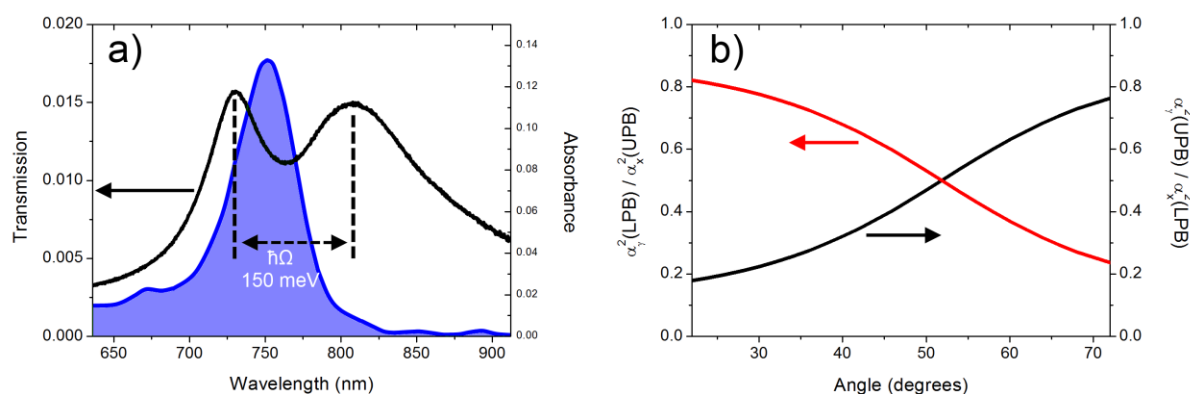 a)
0.020
0.015
0.010
0.005
0.000
Transmission
0.14
0.12
0.10
0.08
0.06
0.04
0.02
0.00
Absorbance
ħΩ
150 meV
650 700 750 800 850 900
Wavelength (nm)
b)
1.0
0.8
0.6
0.4
0.2
0.0
α²γ(LPB) / α²x(UPB)
1.0
0.8
0.6
0.4
0.2
0.0
α²γ(UPB) / α²x(LPB)
30 40 50 60 70
Angle (degrees)